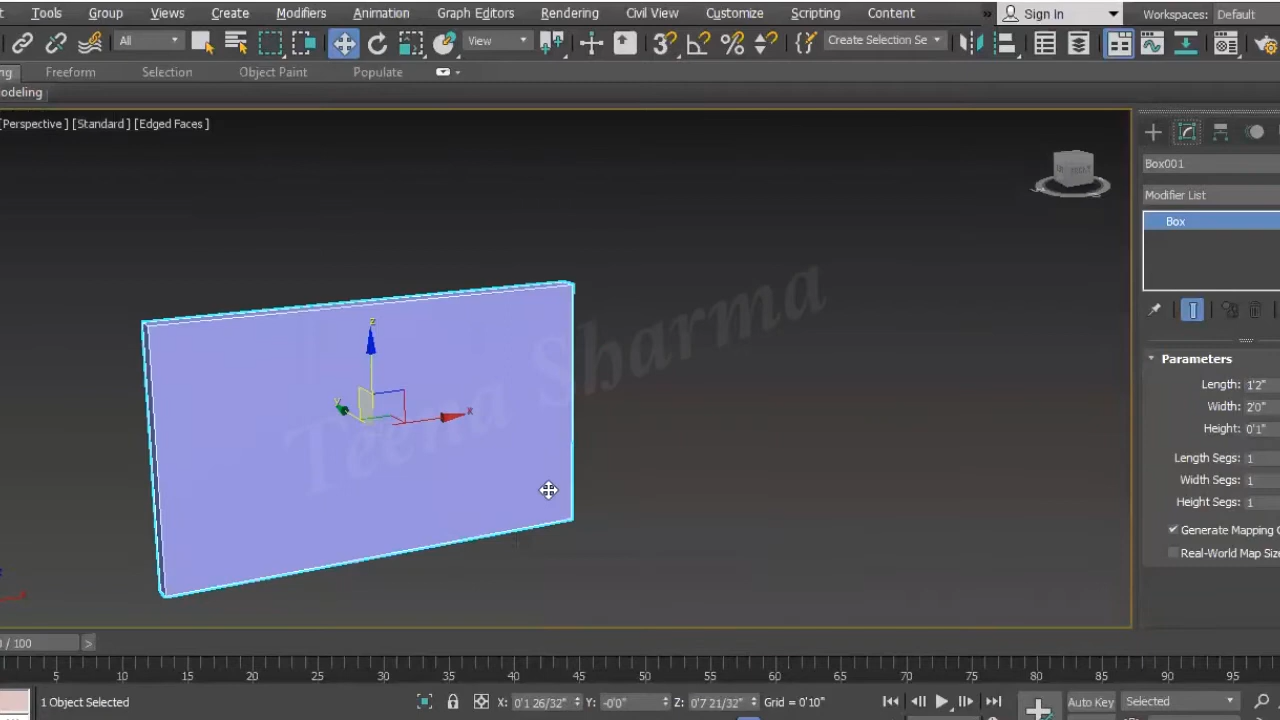 Tools Group Views Create Modifiers Animation Graph Editors Rendering Civil View Customize Scripting Content » Sign In Workspaces: Default
All View Create Selection Se
ng Freeform Selection Object Paint Populate
odeling
[Perspective ] [Standard ] [Edged Faces ]
Box001
Modifier List
Box
Teena Sharma
z
y
x
Parameters
Length: 1'2"
Width: 2'0"
Height: 0'1"
Length Segs: 1
Width Segs: 1
Height Segs: 1
Generate Mapping C
Real-World Map Size
/ 100 >
5 10 15 20 25 30 35 40 45 50 55 60 65 70 75 80 85 90 95
1 Object Selected X: 0'1 26/32" Y: -0'0" Z: 0'7 21/32" Grid = 0'10" Auto Key Selected